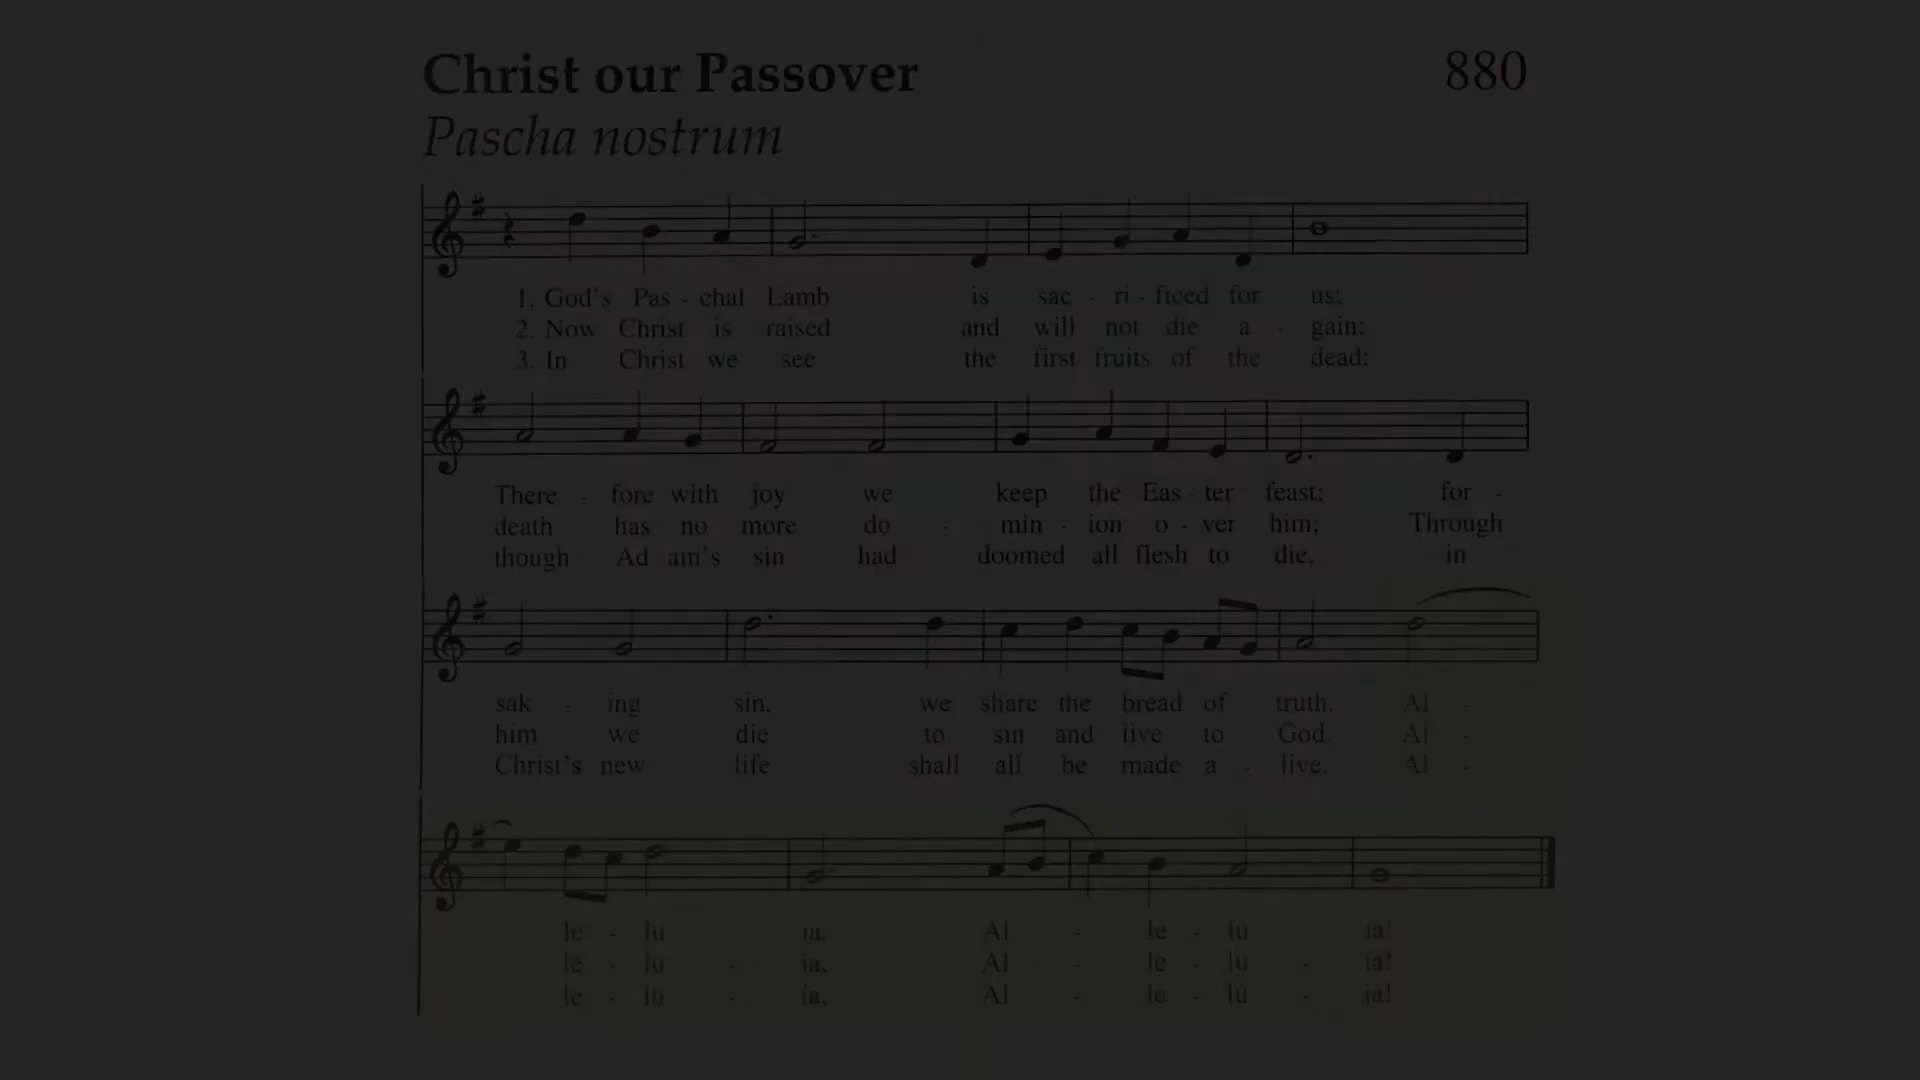 Christ our Passover 880
Pascha nostrum
1. God's Pas - chal Lamb is sac - ri - ficed for us;
2. Now Christ is raised and will not die a - gain;
3. In Christ we see the first fruits of the dead:
There - fore with joy we keep the Eas - ter feast; for -
death has no more do - min - ion o - ver him; Through
though Ad am's sin had doomed all flesh to die, in
sak - ing sin, we share the bread of truth. Al -
him we die to sin and live to God. Al -
Christ's new life shall all be made a - live. Al -
le - lu ia, Al - le - lu ia!
le - lu - ia, Al - le - lu - ia!
le - lu - ia, Al - le - lu - ia!